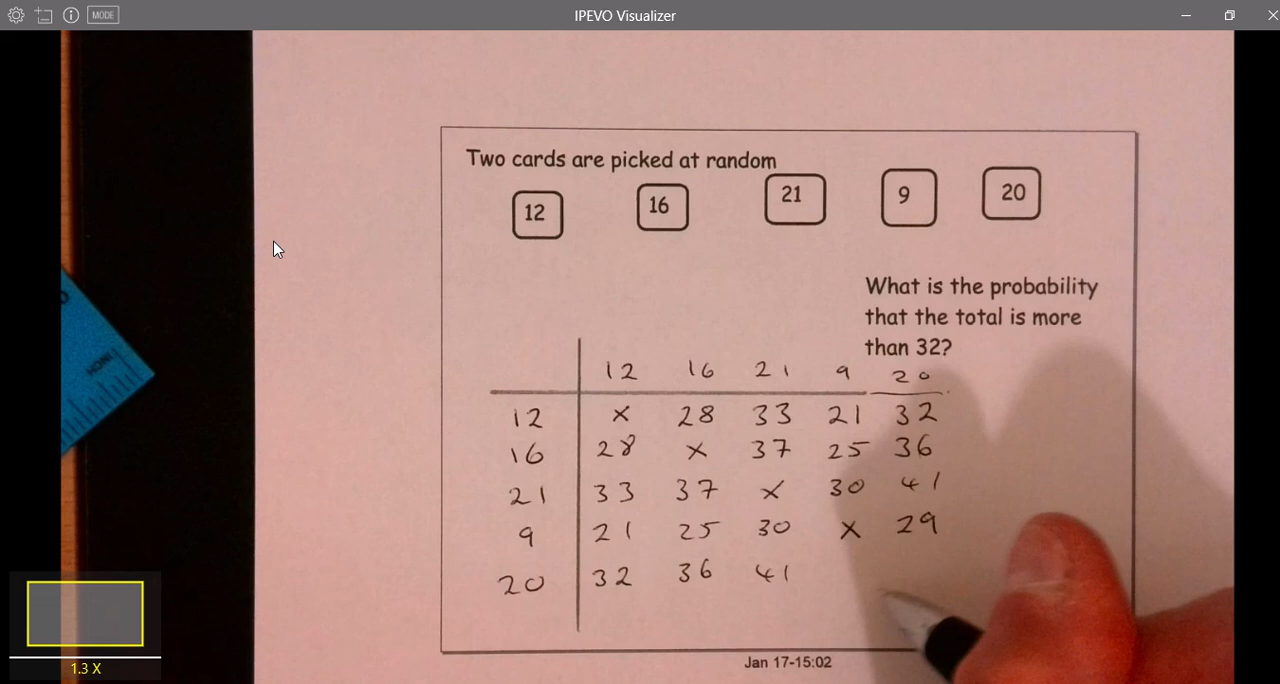 MODE
IPEVO Visualizer
Two cards are picked at random
12 16 21 9 20
What is the probability
that the total is more
than 32?
12 16 21 9 20
12 x 28 33 21 32
16 28 x 37 25 36
21 33 37 x 30 41
9 21 25 30 x 29
20 32 36 41
INCH
Jan 17-15:02
1.3 X